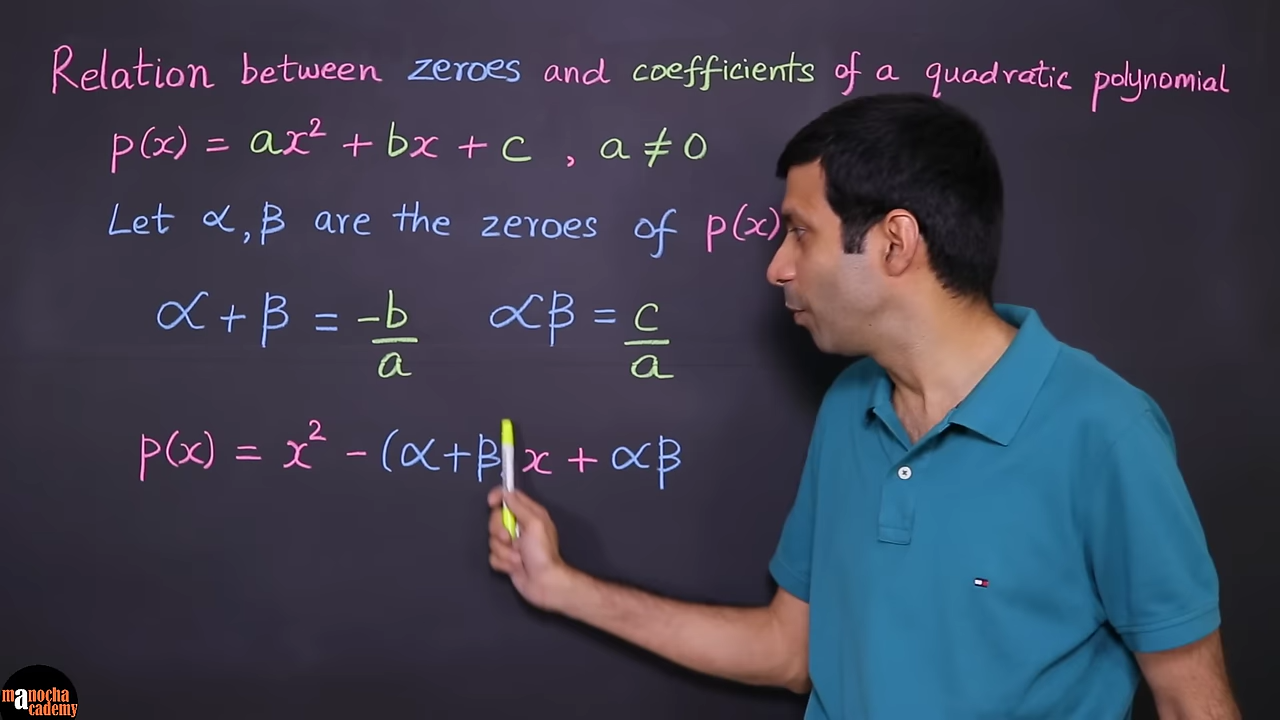 Relation between zeroes and coefficients of a quadratic polynomial
p(x) = ax² + bx + c , a ≠ 0
Let α, β are the zeroes of p(x)
α + β = -b/a αβ = c/a
p(x) = x² - (α+β) x + αβ
manocha
academy